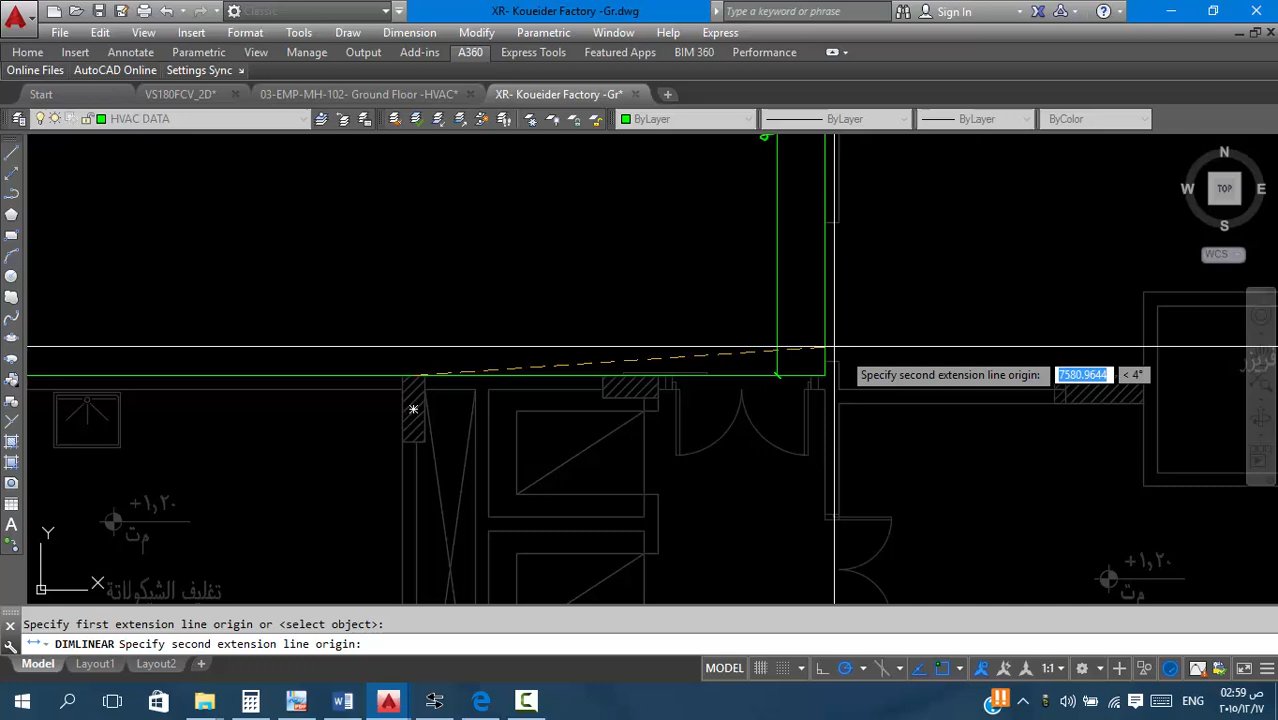 Classic
XR- Koueider Factory -Gr.dwg
Type a keyword or phrase
Sign In
File Edit View Insert Format Tools Draw Dimension Modify Parametric Window Help Express
Home Insert Annotate Parametric View Manage Output Add-ins A360 Express Tools Featured Apps BIM 360 Performance
Online Files AutoCAD Online Settings Sync
Start VS180FCV_2D* 03-EMP-MH-102- Ground Floor -HVAC* XR- Koueider Factory -Gr*
HVAC DATA ByLayer ByLayer ByLayer ByColor
N
W TOP E
S
WCS
فريزر
Specify second extension line origin: 7580.9644 < 4°
+١,٢٠
مت
+١,٢٠
مت
تغليف الشيكولاتة
Y
X
Specify first extension line origin or <select object>:
DIMLINEAR Specify second extension line origin:
Model Layout1 Layout2 MODEL 1:1
ENG
02:59 ص
٢٠١٥/١٢/١٧